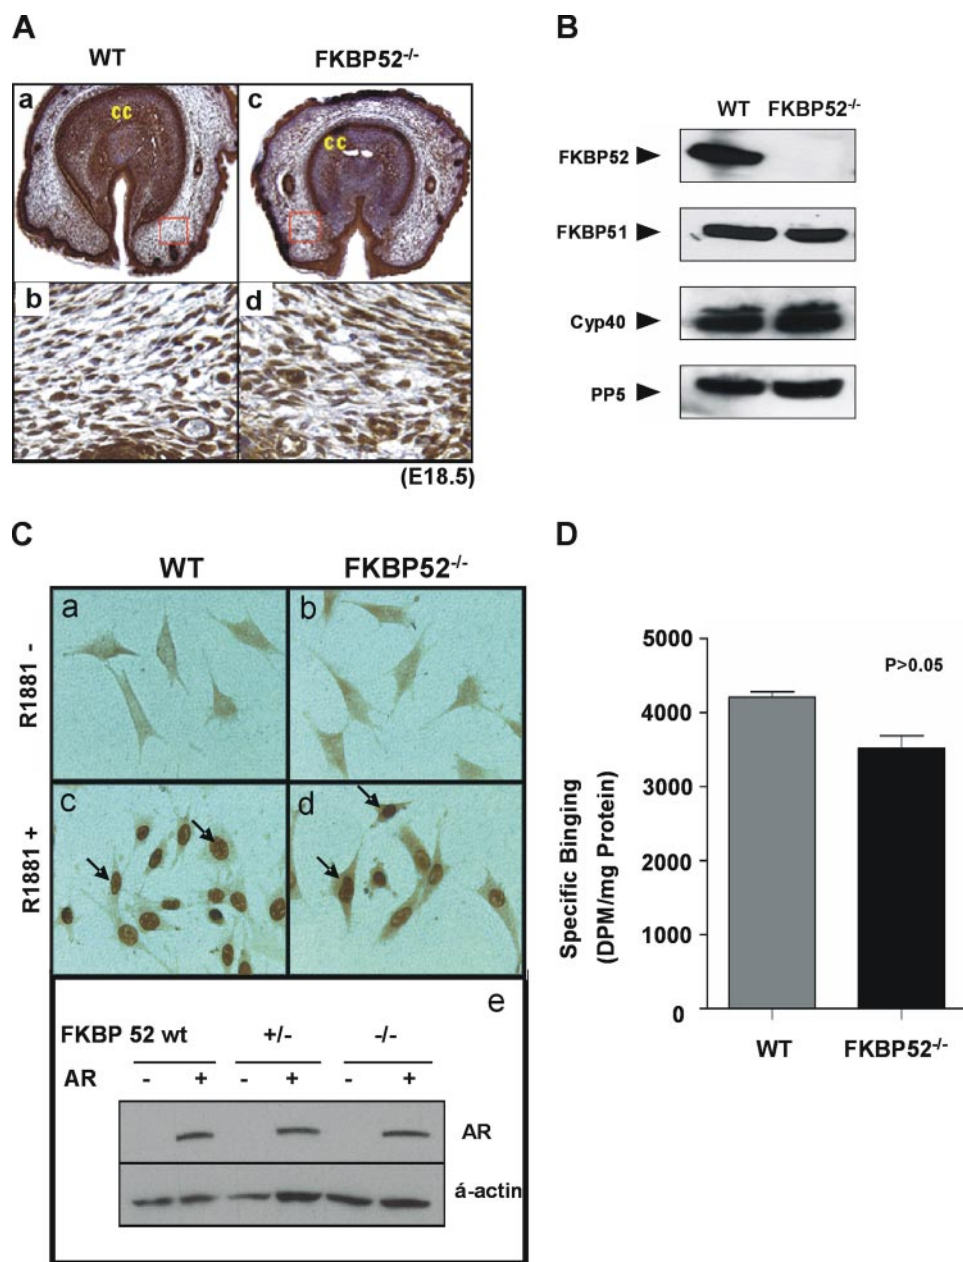 A
WT FKBP52-/-
a c
cc cc
b d
(E18.5)
B
WT FKBP52-/-
FKBP52
FKBP51
Cyp40
PP5
C
WT FKBP52-/-
R1881 -
a b
R1881 +
c d
e
FKBP 52 wt +/- -/-
AR - + - + - +
AR
á-actin
D
Specific Binging
(DPM/mg Protein)
5000
4000
3000
2000
1000
0
P>0.05
WT FKBP52-/-